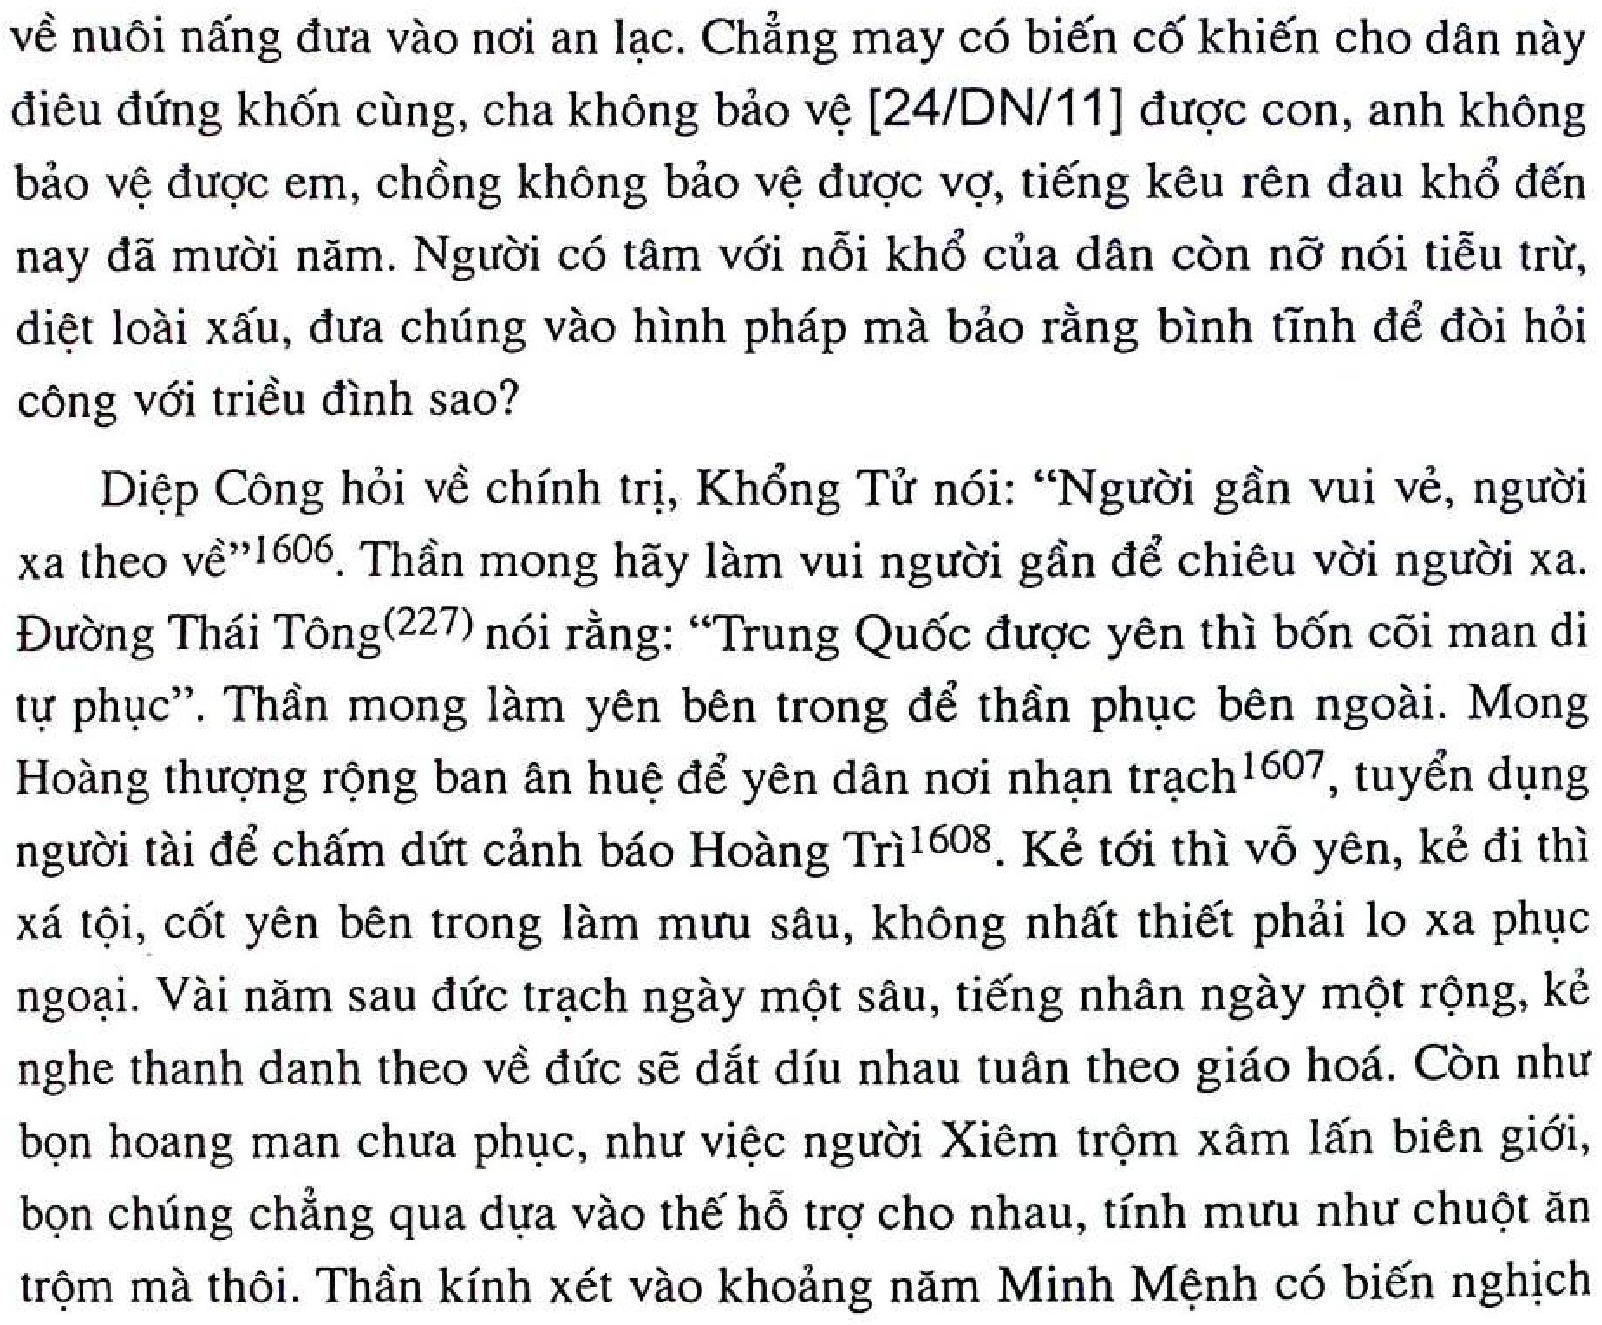 về nuôi nấng đưa vào nơi an lạc. Chẳng may có biến cố khiến cho dân này
điêu đứng khốn cùng, cha không bảo vệ [24/DN/11] được con, anh không
bảo vệ được em, chồng không bảo vệ được vợ, tiếng kêu rên đau khổ đến
nay đã mười năm. Người có tâm với nỗi khổ của dân còn nỡ nói tiễu trừ,
diệt loài xấu, đưa chúng vào hình pháp mà bảo rằng bình tĩnh để đòi hỏi
công với triều đình sao?
Diệp Công hỏi về chính trị, Khổng Tử nói: “Người gần vui vẻ, người
xa theo về”1606. Thần mong hãy làm vui người gần để chiêu vời người xa.
Đường Thái Tông(227) nói rằng: “Trung Quốc được yên thì bốn cõi man di
tự phục”. Thần mong làm yên bên trong để thần phục bên ngoài. Mong
Hoàng thượng rộng ban ân huệ để yên dân nơi nhạn trạch1607, tuyển dụng
người tài để chấm dứt cảnh báo Hoàng Trì1608. Kẻ tới thì vỗ yên, kẻ đi thì
xá tội, cốt yên bên trong làm mưu sâu, không nhất thiết phải lo xa phục
ngoại. Vài năm sau đức trạch ngày một sâu, tiếng nhân ngày một rộng, kẻ
nghe thanh danh theo về đức sẽ dắt díu nhau tuân theo giáo hoá. Còn như
bọn hoang man chưa phục, như việc người Xiêm trộm xâm lấn biên giới,
bọn chúng chẳng qua dựa vào thế hỗ trợ cho nhau, tính mưu như chuột ăn
trộm mà thôi. Thần kính xét vào khoảng năm Minh Mệnh có biến nghịch